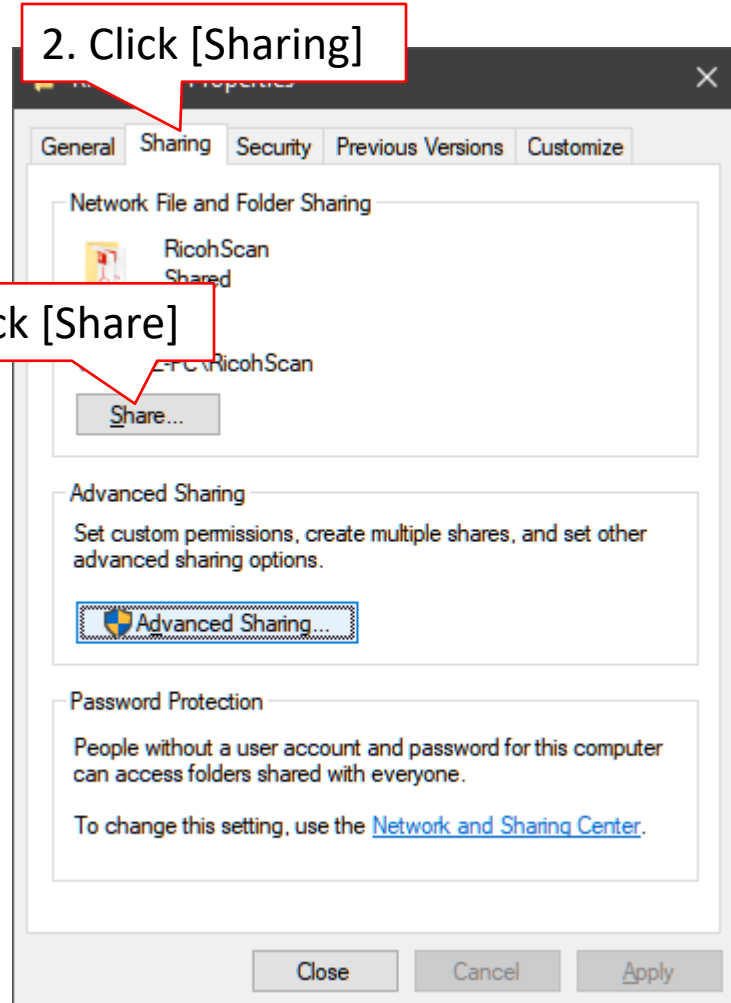 2. Click [Sharing]
General Sharing Security Previous Versions Customize
Network File and Folder Sharing
RicohScan
Shared
[Share]
-PC\RicohScan
Share...
Advanced Sharing
Set custom permissions, create multiple shares, and set other
advanced sharing options.
Advanced Sharing...
Password Protection
People without a user account and password for this computer
can access folders shared with everyone.
To change this setting, use the Network and Sharing Center.
Close Cancel Apply